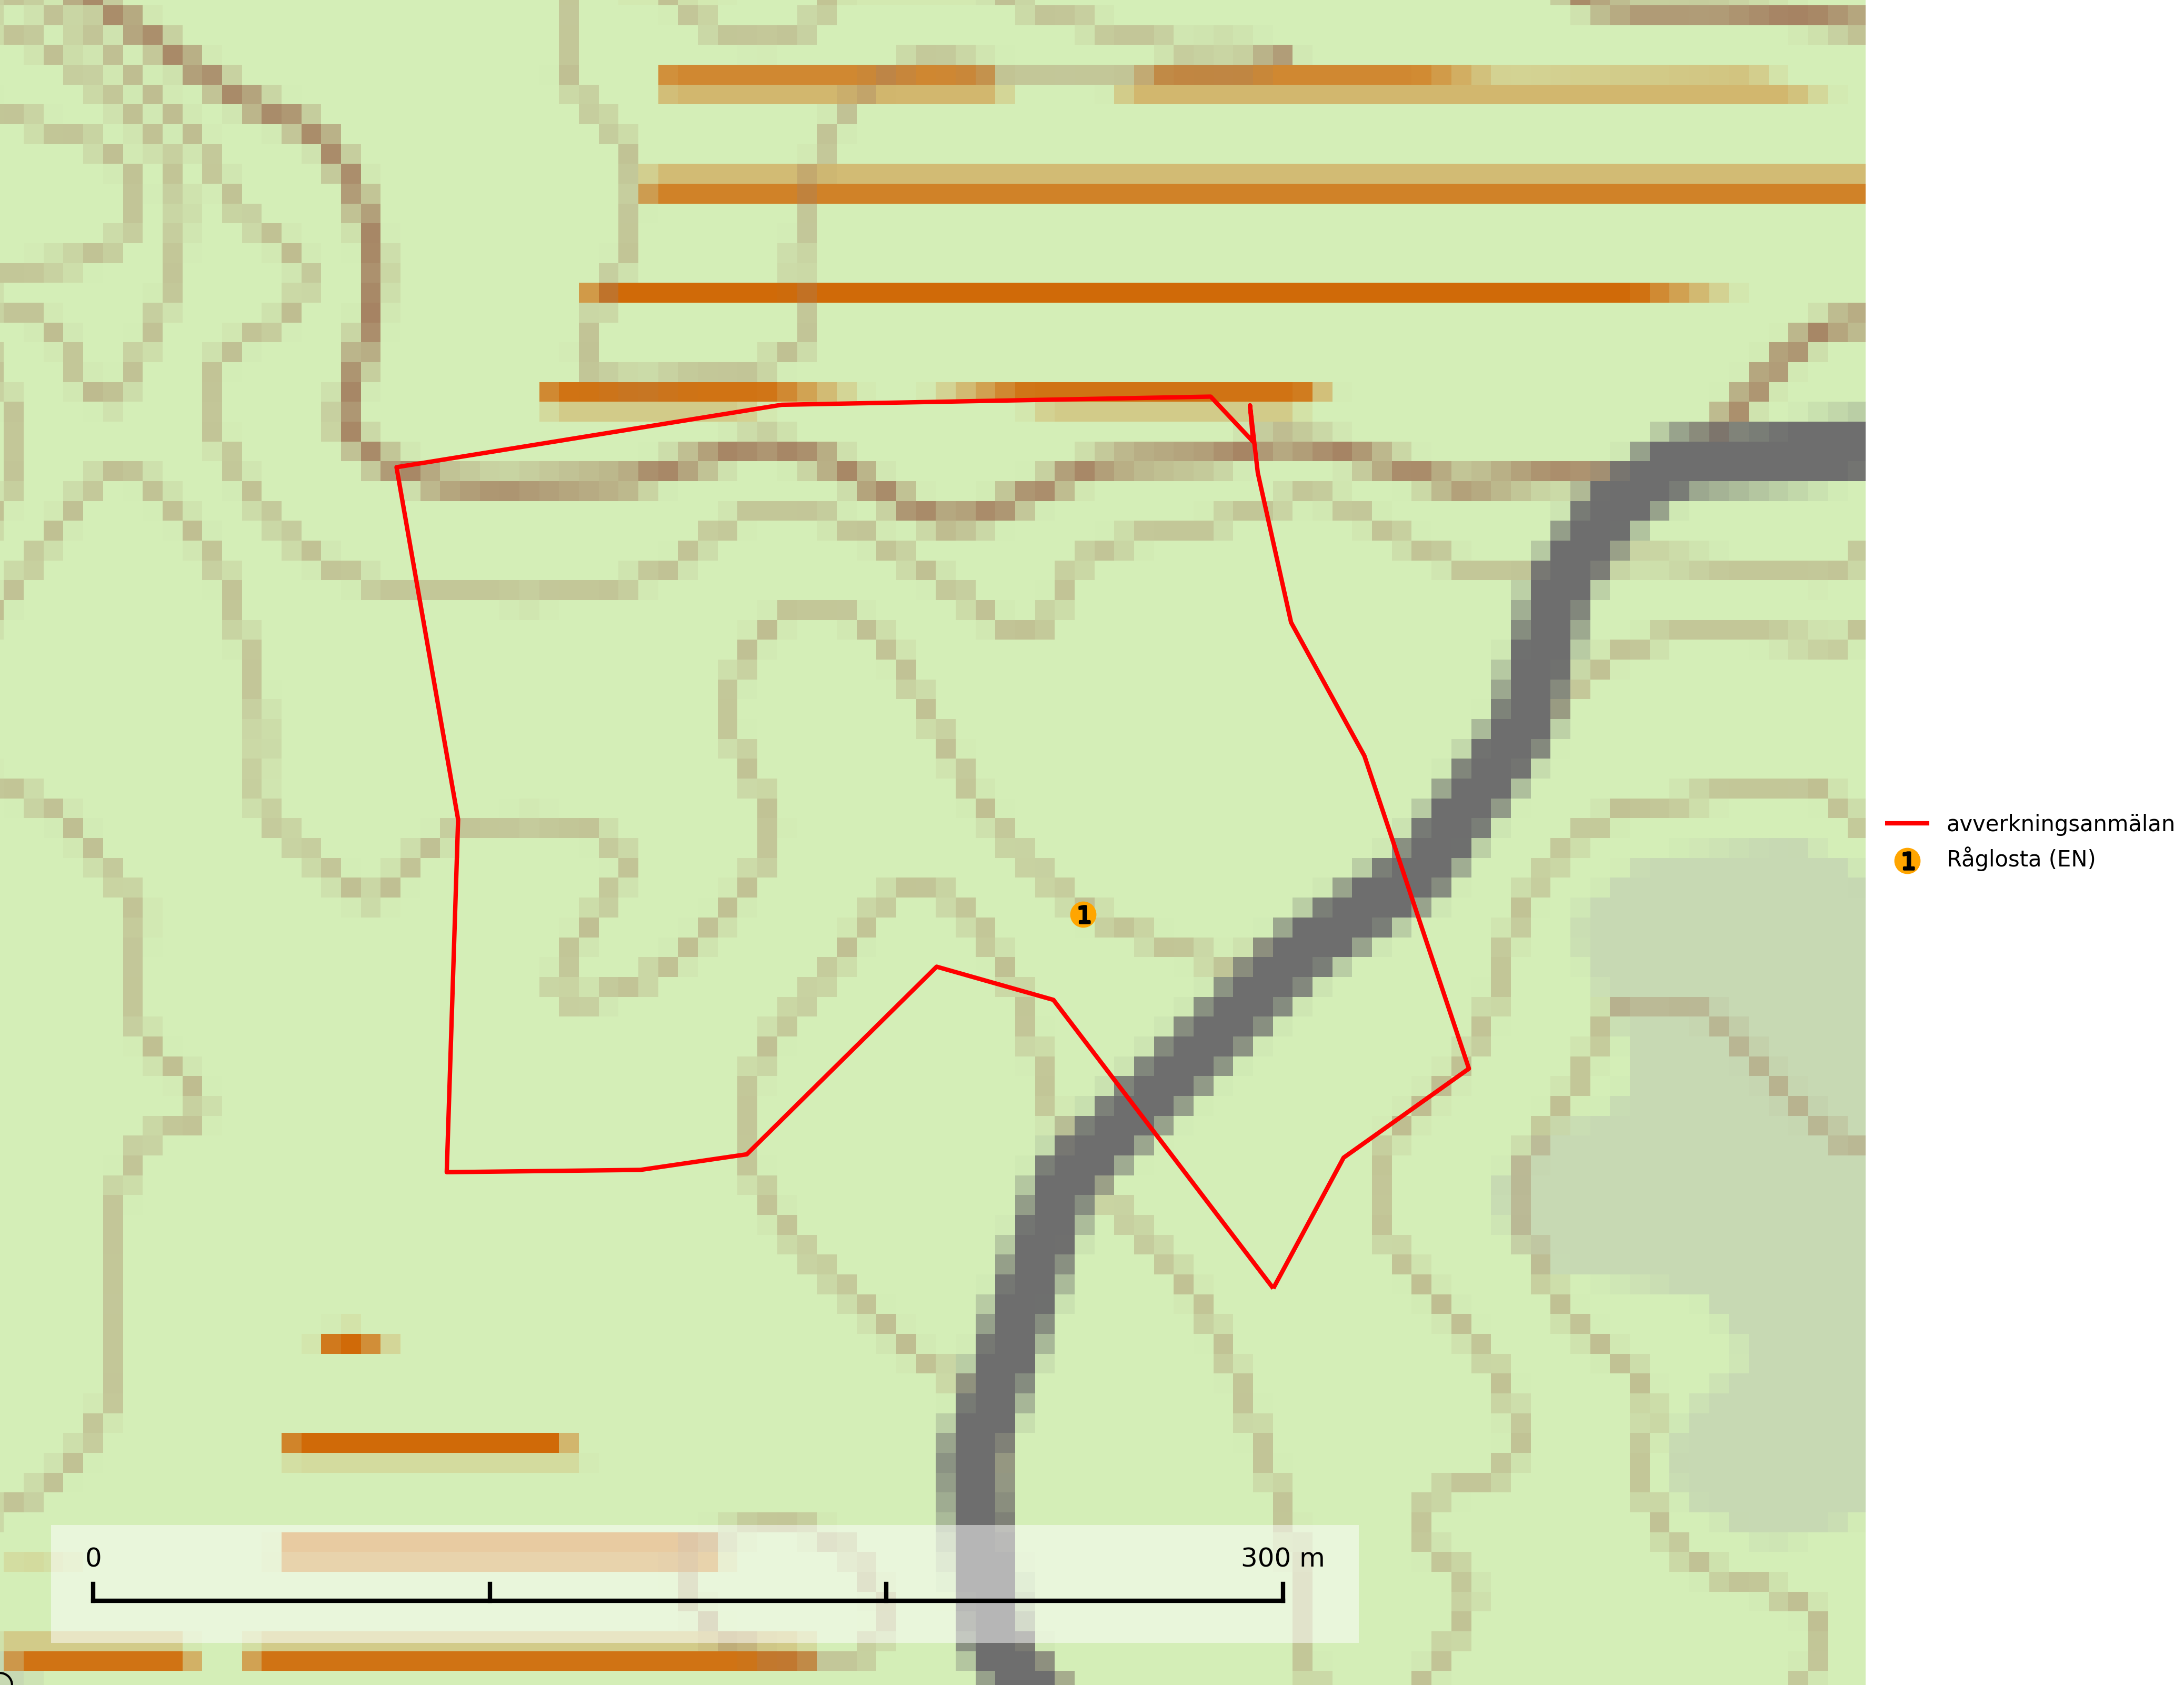 avverkningsanmälan
1 Råglosta (EN)
1
0 300 m